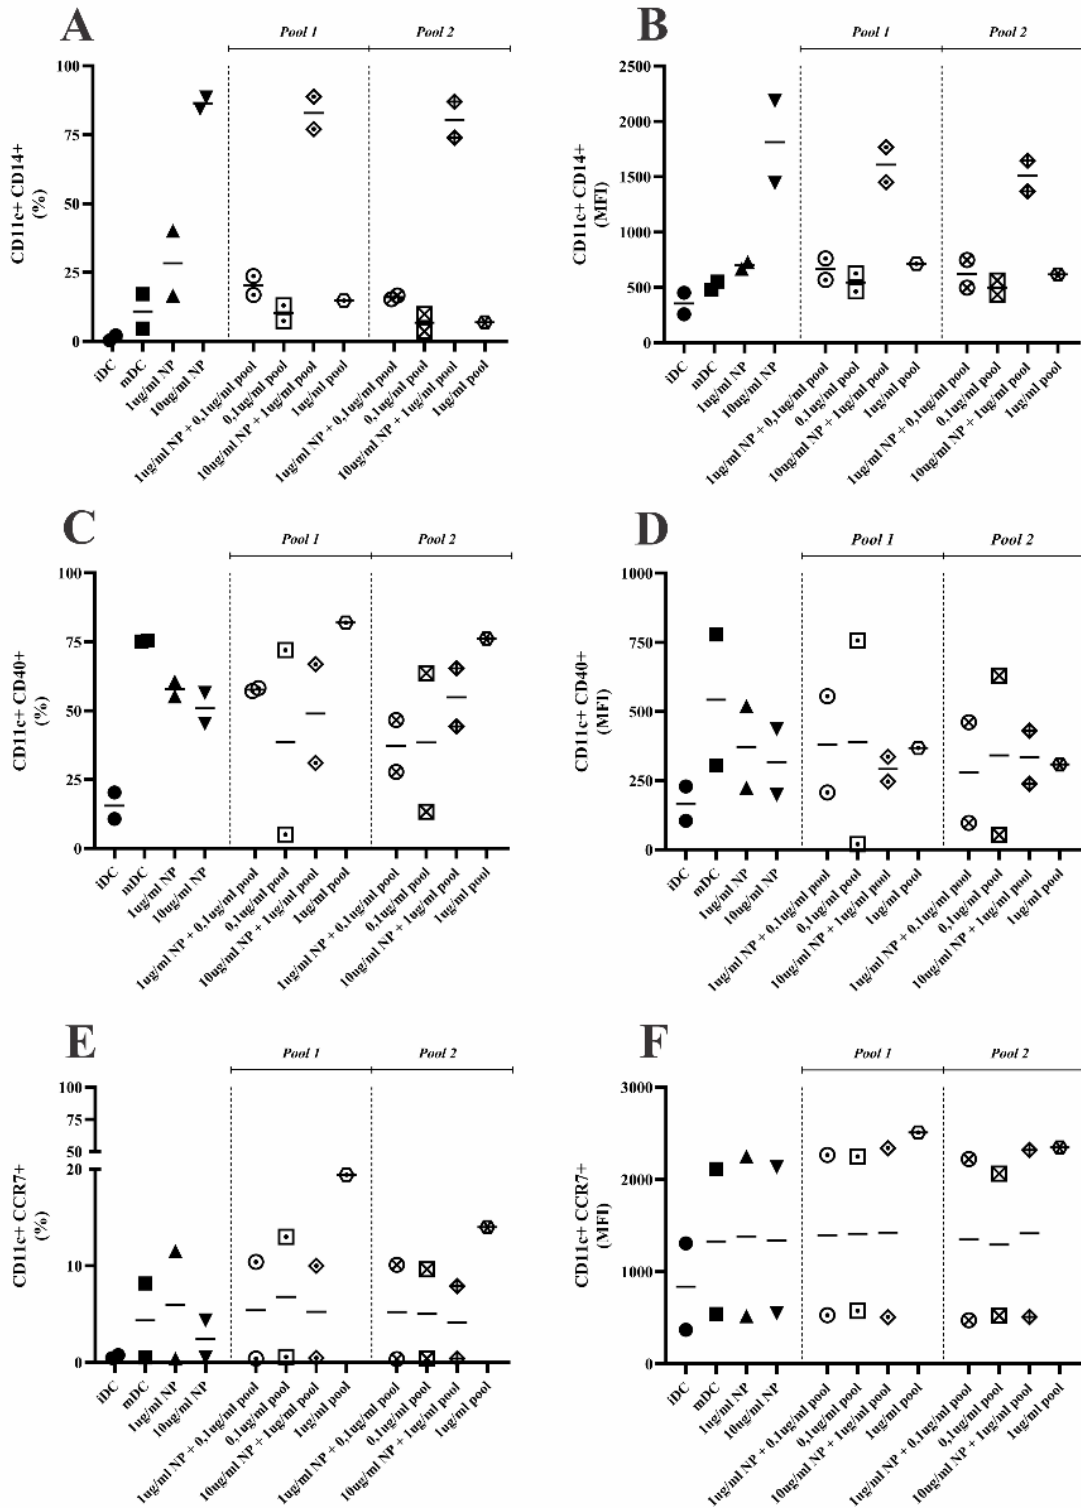 A
Pool 1
Pool 2
CD11c+ CD14+
(%)
100
75
50
25
0
iDC
mDC
1ug/ml NP
10ug/ml NP
1ug/ml NP + 0,1ug/ml pool
0,1ug/ml pool
10ug/ml NP + 1ug/ml pool
1ug/ml pool
1ug/ml NP + 0,1ug/ml pool
0,1ug/ml pool
10ug/ml NP + 1ug/ml pool
1ug/ml pool
B
Pool 1
Pool 2
CD11c+ CD14+
(MFI)
2500
2000
1500
1000
500
0
iDC
mDC
1ug/ml NP
10ug/ml NP
1ug/ml NP + 0,1ug/ml pool
0,1ug/ml pool
10ug/ml NP + 1ug/ml pool
1ug/ml pool
1ug/ml NP + 0,1ug/ml pool
0,1ug/ml pool
10ug/ml NP + 1ug/ml pool
1ug/ml pool
C
Pool 1
Pool 2
CD11c+ CD40+
(%)
100
75
50
25
0
iDC
mDC
1ug/ml NP
10ug/ml NP
1ug/ml NP + 0,1ug/ml pool
0,1ug/ml pool
10ug/ml NP + 1ug/ml pool
1ug/ml pool
1ug/ml NP + 0,1ug/ml pool
0,1ug/ml pool
10ug/ml NP + 1ug/ml pool
1ug/ml pool
D
Pool 1
Pool 2
CD11c+ CD40+
(MFI)
1000
750
500
250
0
iDC
mDC
1ug/ml NP
10ug/ml NP
1ug/ml NP + 0,1ug/ml pool
0,1ug/ml pool
10ug/ml NP + 1ug/ml pool
1ug/ml pool
1ug/ml NP + 0,1ug/ml pool
0,1ug/ml pool
10ug/ml NP + 1ug/ml pool
1ug/ml pool
E
Pool 1
Pool 2
CD11c+ CCR7+
(%)
100
75
50
20
10
0
iDC
mDC
1ug/ml NP
10ug/ml NP
1ug/ml NP + 0,1ug/ml pool
0,1ug/ml pool
10ug/ml NP + 1ug/ml pool
1ug/ml pool
1ug/ml NP + 0,1ug/ml pool
0,1ug/ml pool
10ug/ml NP + 1ug/ml pool
1ug/ml pool
F
Pool 1
Pool 2
CD11c+ CCR7+
(MFI)
3000
2000
1000
0
iDC
mDC
1ug/ml NP
10ug/ml NP
1ug/ml NP + 0,1ug/ml pool
0,1ug/ml pool
10ug/ml NP + 1ug/ml pool
1ug/ml pool
1ug/ml NP + 0,1ug/ml pool
0,1ug/ml pool
10ug/ml NP + 1ug/ml pool
1ug/ml pool